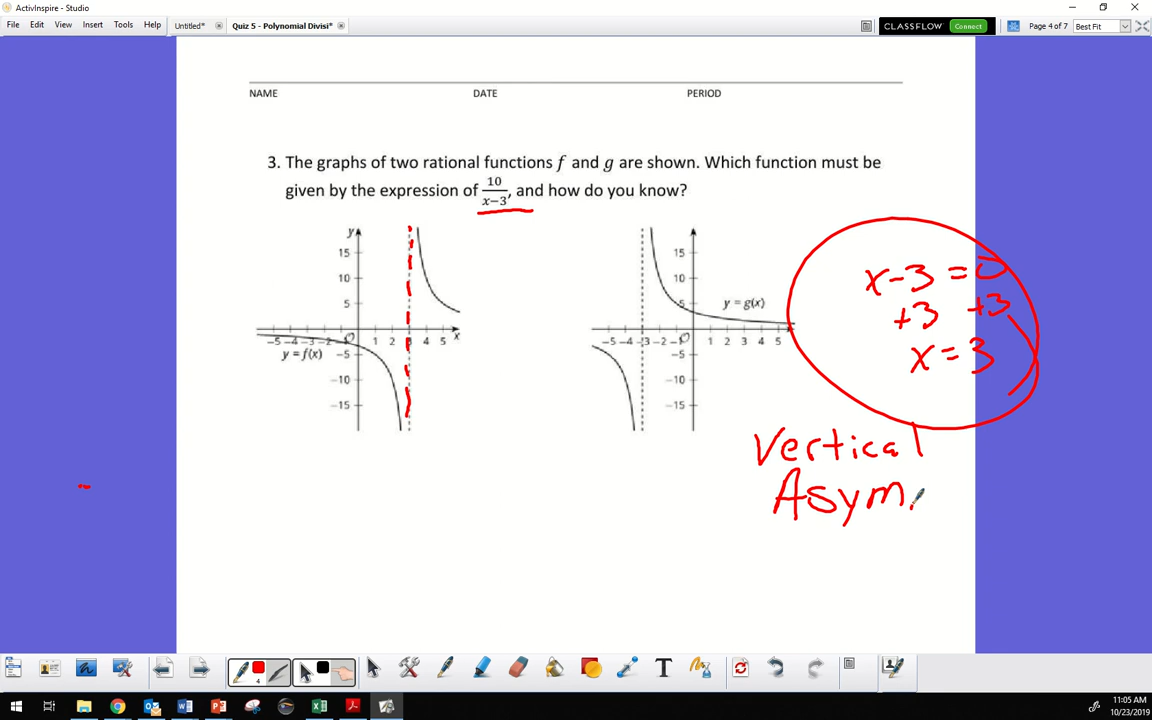 ActivInspire - Studio
File Edit View Insert Tools Help
Untitled* Quiz 5 - Polynomial Divisi*
CLASSFLOW Connect Page 4 of 7 Best Fit
NAME DATE PERIOD
3. The graphs of two rational functions f and g are shown. Which function must be
given by the expression of 10/x−3, and how do you know?
y
15
10
5
-5 -4 -3 -2 -1 O 1 2 3 4 5 x
y = f(x)
-5
-10
-15
15
10
5
y = g(x)
-5 -4 -3 -2 -1 O 1 2 3 4 5
-5
-10
-15
x-3 = 0
+3 +3
x = 3
Vertical
Asym
4
T
11:05 AM
10/23/2019